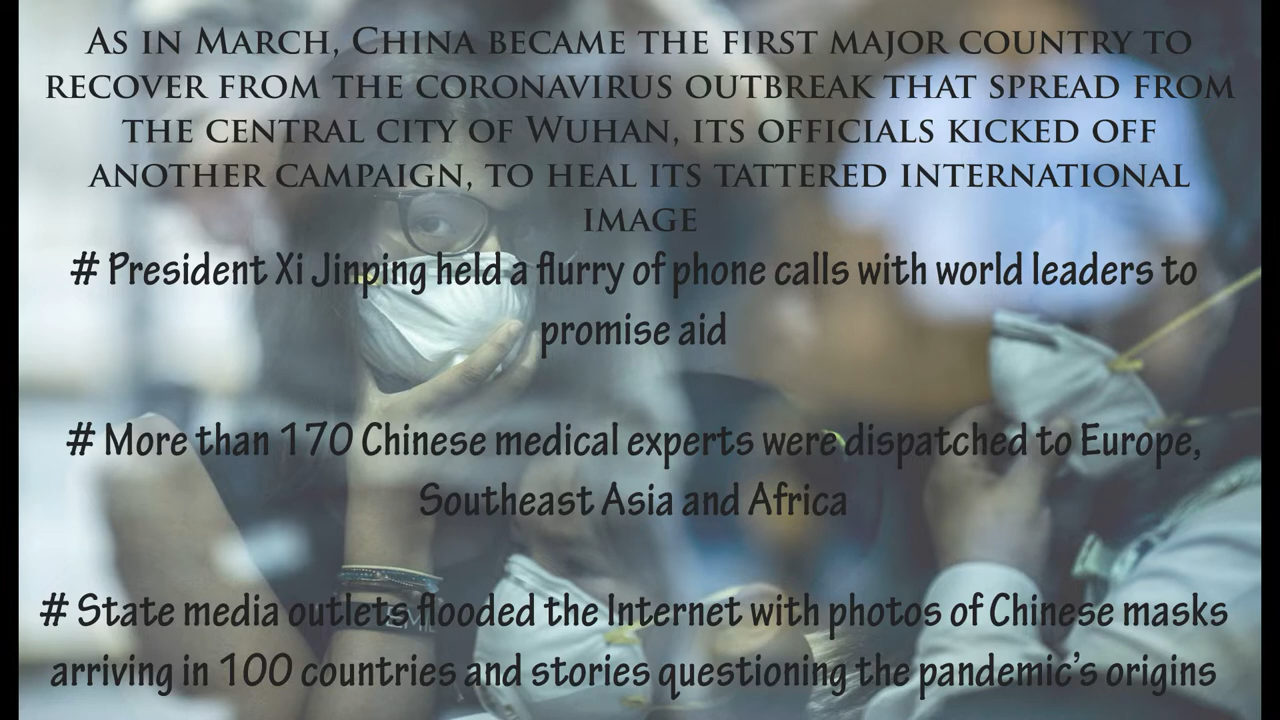 As in March, China became the first major country to
recover from the coronavirus outbreak that spread from
the central city of Wuhan, its officials kicked off
another campaign, to heal its tattered international
image
# President Xi Jinping held a flurry of phone calls with world leaders to
promise aid
# More than 170 Chinese medical experts were dispatched to Europe,
Southeast Asia and Africa
# State media outlets flooded the Internet with photos of Chinese masks
arriving in 100 countries and stories questioning the pandemic's origins